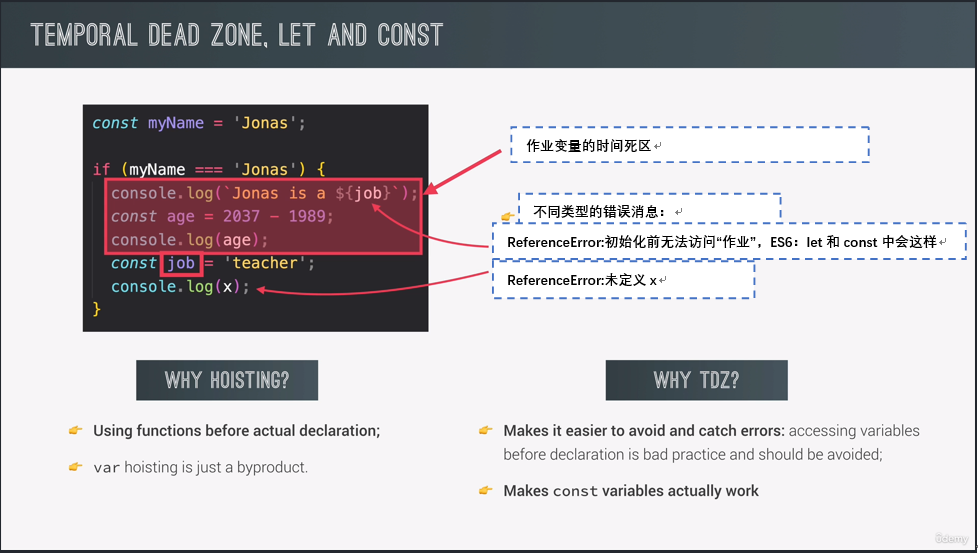 TEMPORAL DEAD ZONE, LET AND CONST
const myName = 'Jonas';
if (myName === 'Jonas') {
console.log(`Jonas is a ${job}`);
const age = 2037 - 1989;
console.log(age);
const job = 'teacher';
console.log(x);
}
作业变量的时间死区
不同类型的错误消息：
ReferenceError:初始化前无法访问“作业”，ES6：let 和 const 中会这样
ReferenceError:未定义 x
WHY HOISTING?
Using functions before actual declaration;
var hoisting is just a byproduct.
WHY TDZ?
Makes it easier to avoid and catch errors: accessing variables
before declaration is bad practice and should be avoided;
Makes const variables actually work
ûdemy